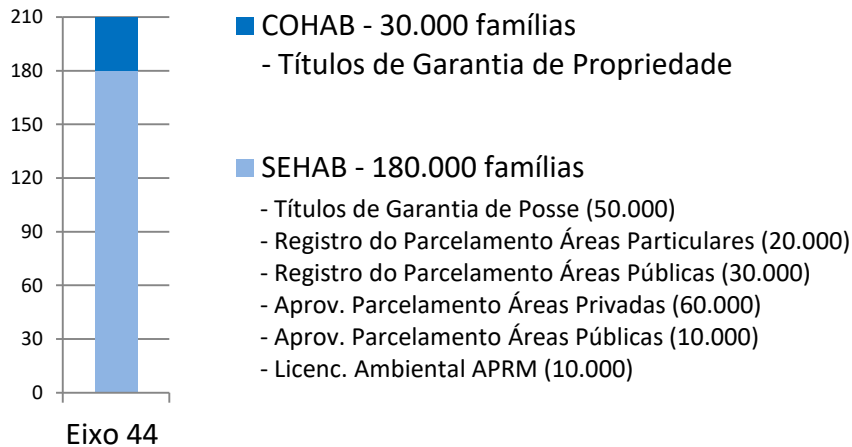 210
180
150
120
90
60
30
0
Eixo 44
COHAB - 30.000 famílias
- Títulos de Garantia de Propriedade
SEHAB - 180.000 famílias
- Títulos de Garantia de Posse (50.000)
- Registro do Parcelamento Áreas Particulares (20.000)
- Registro do Parcelamento Áreas Públicas (30.000)
- Aprov. Parcelamento Áreas Privadas (60.000)
- Aprov. Parcelamento Áreas Públicas (10.000)
- Licenc. Ambiental APRM (10.000)